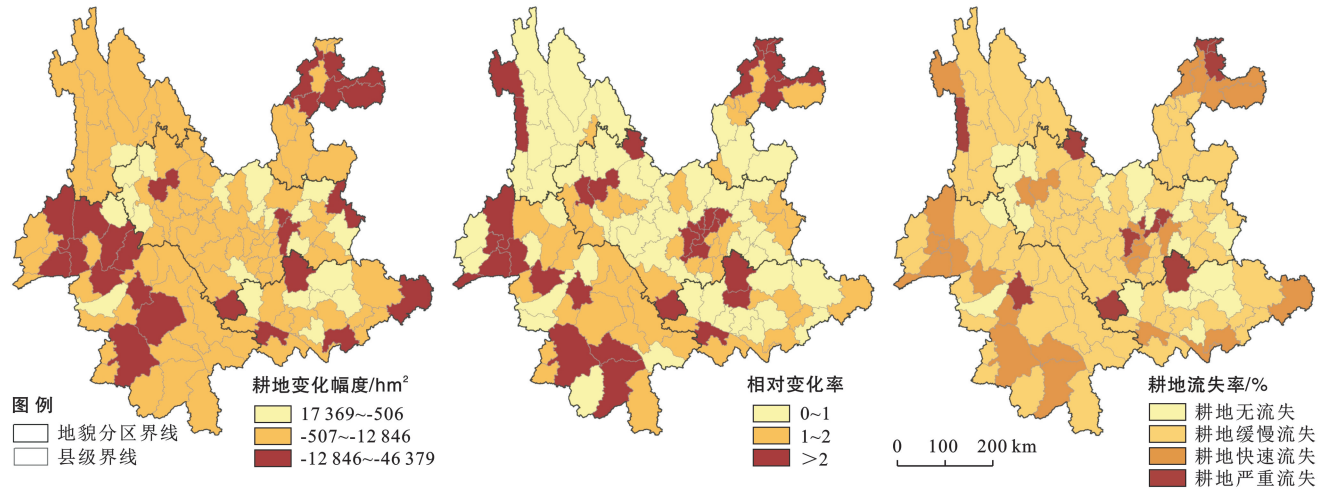 图例
地貌分区界线
县级界线
耕地变化幅度/hm²
17 369~-506
-507~-12 846
-12 846~-46 379
相对变化率
0~1
1~2
>2
0 100 200 km
耕地流失率/%
耕地无流失
耕地缓慢流失
耕地快速流失
耕地严重流失